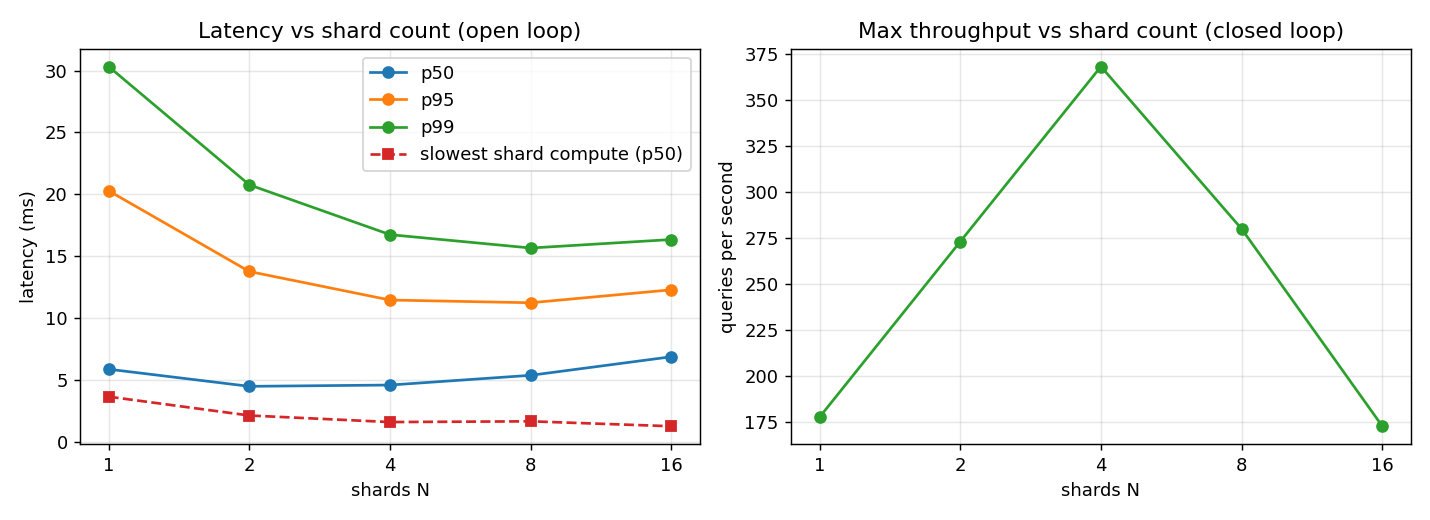 Latency vs shard count (open loop)
latency (ms)
30
25
20
15
10
5
0
p50
p95
p99
slowest shard compute (p50)
1 2 4 8 16
shards N
Max throughput vs shard count (closed loop)
queries per second
375
350
325
300
275
250
225
200
175
1 2 4 8 16
shards N